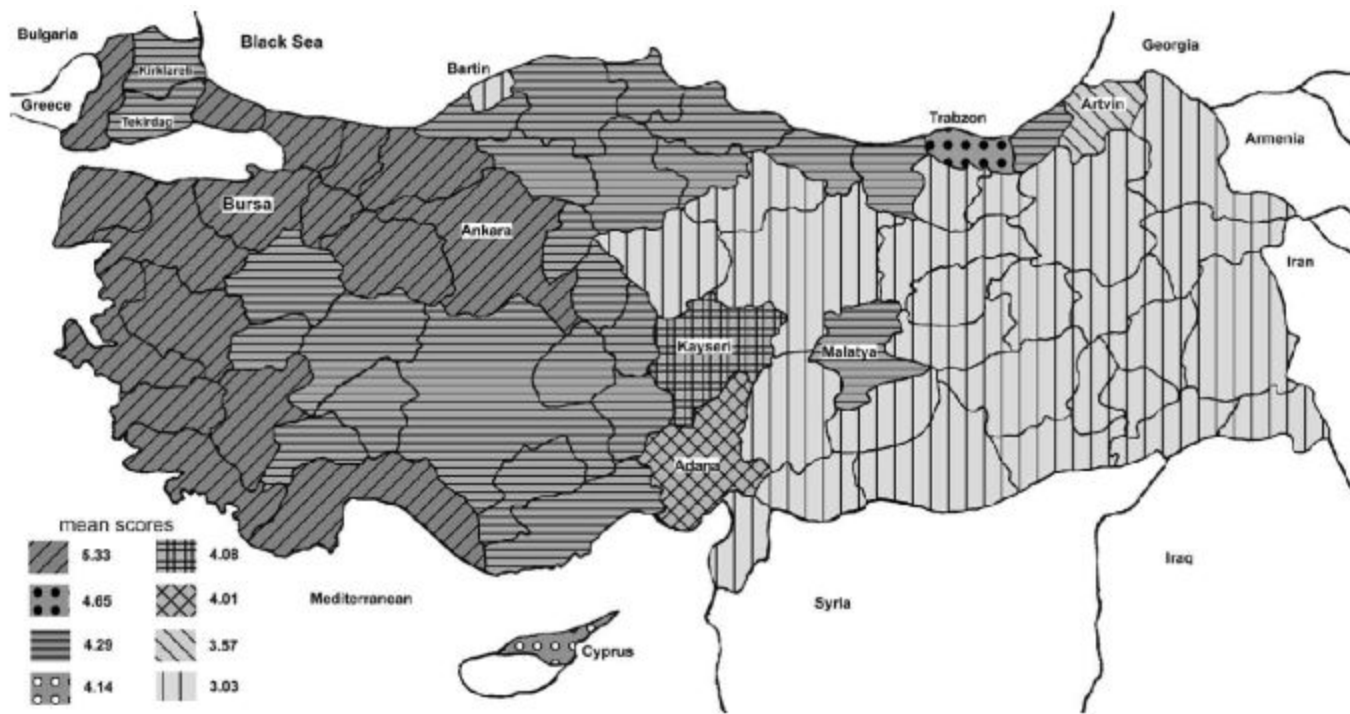 Bulgaria
Black Sea
Georgia
Bartin
Kirklareli
Greece
Artvin
Tekirdag
Trabzon
Armenia
Bursa
Ankara
Iran
Kayseri
Malatya
Adana
mean scores
5.33
4.08
4.65
4.01
4.29
3.57
4.14
3.03
Mediterranean
Cyprus
Syria
Iraq